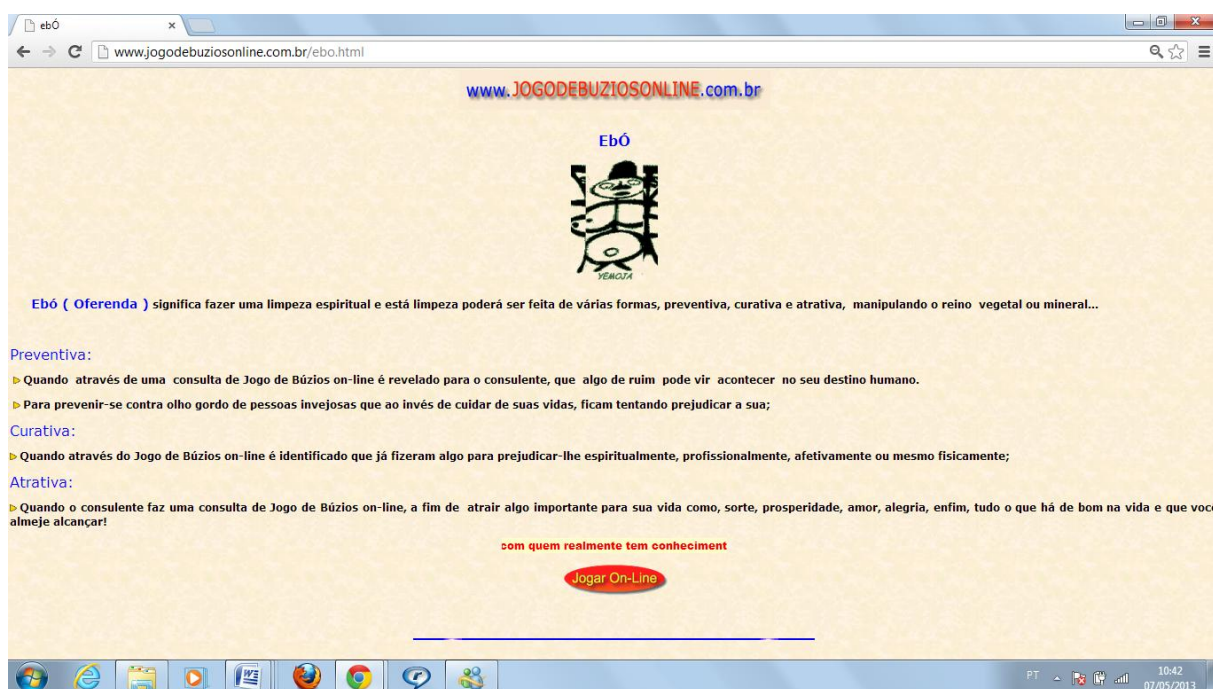 ebÓ
www.jogodebuziosonline.com.br/ebo.html
www.JOGODEBUZIOSONLINE.com.br
EbÓ
YEMOJA
Ebó ( Oferenda ) significa fazer uma limpeza espiritual e está limpeza poderá ser feita de várias formas, preventiva, curativa e atrativa, manipulando o reino vegetal ou mineral...
Preventiva:
Quando através de uma consulta de Jogo de Búzios on-line é revelado para o consulente, que algo de ruim pode vir acontecer no seu destino humano.
Para prevenir-se contra olho gordo de pessoas invejosas que ao invés de cuidar de suas vidas, ficam tentando prejudicar a sua;
Curativa:
Quando através do Jogo de Búzios on-line é identificado que já fizeram algo para prejudicar-lhe espiritualmente, profissionalmente, afetivamente ou mesmo fisicamente;
Atrativa:
Quando o consulente faz uma consulta de Jogo de Búzios on-line, a fim de atrair algo importante para sua vida como, sorte, prosperidade, amor, alegria, enfim, tudo o que há de bom na vida e que você
almeje alcançar!
com quem realmente tem conheciment
Jogar On-Line
PT
10:42
07/05/2013